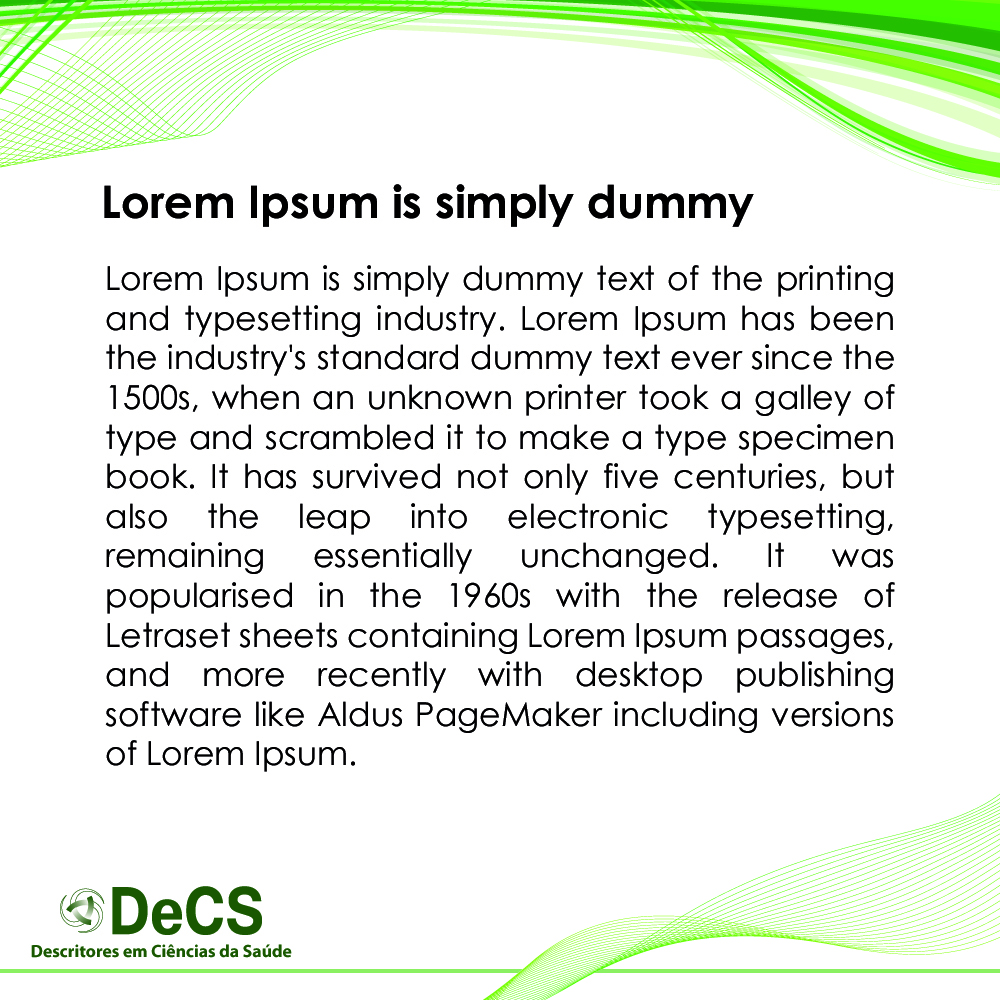 Lorem Ipsum is simply dummy
Lorem Ipsum is simply dummy text of the printing
and typesetting industry. Lorem Ipsum has been
the industry's standard dummy text ever since the
1500s, when an unknown printer took a galley of
type and scrambled it to make a type specimen
book. It has survived not only five centuries, but
also the leap into electronic typesetting,
remaining essentially unchanged. It was
popularised in the 1960s with the release of
Letraset sheets containing Lorem Ipsum passages,
and more recently with desktop publishing
software like Aldus PageMaker including versions
of Lorem Ipsum.
DeCS
Descritores em Ciências da Saúde